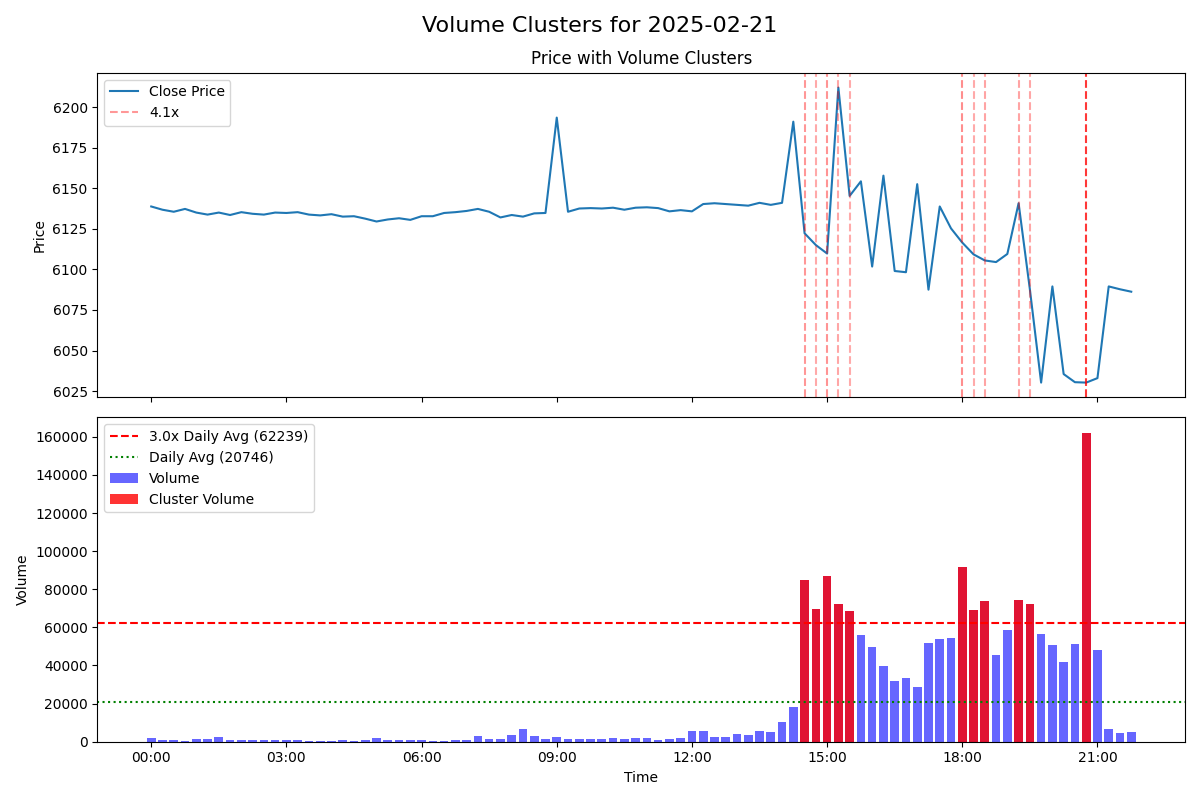 Volume Clusters for 2025-02-21
Price with Volume Clusters
Close Price
4.1x
6200
6175
6150
6125
6100
6075
6050
6025
Price
3.0x Daily Avg (62239)
Daily Avg (20746)
Volume
Cluster Volume
160000
140000
120000
100000
80000
60000
40000
20000
0
Volume
00:00 03:00 06:00 09:00 12:00 15:00 18:00 21:00
Time